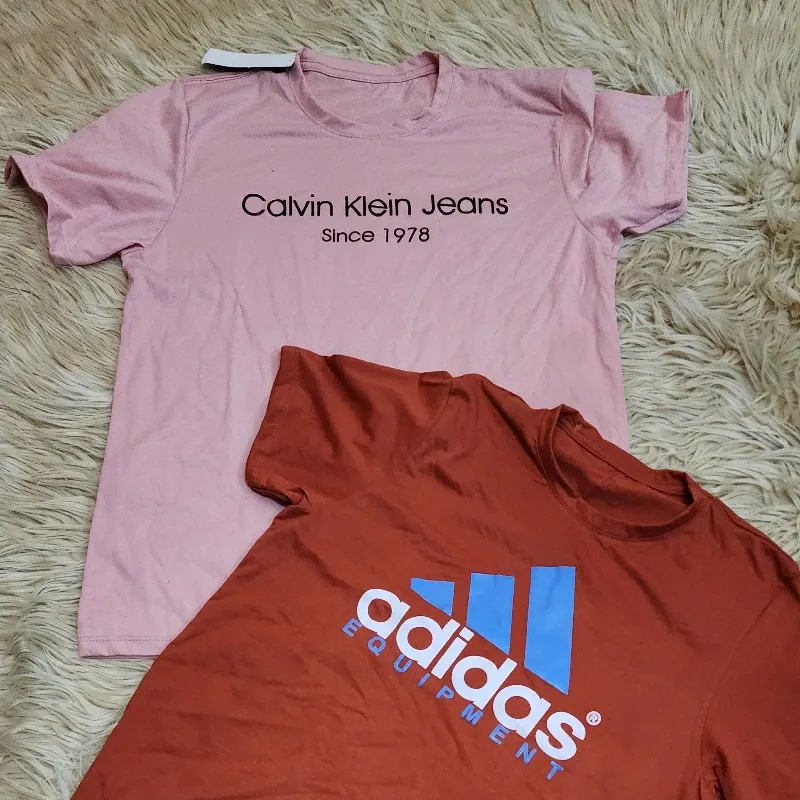 Calvin Klein Jeans
Since 1978
adidas®
EQUIPMENT